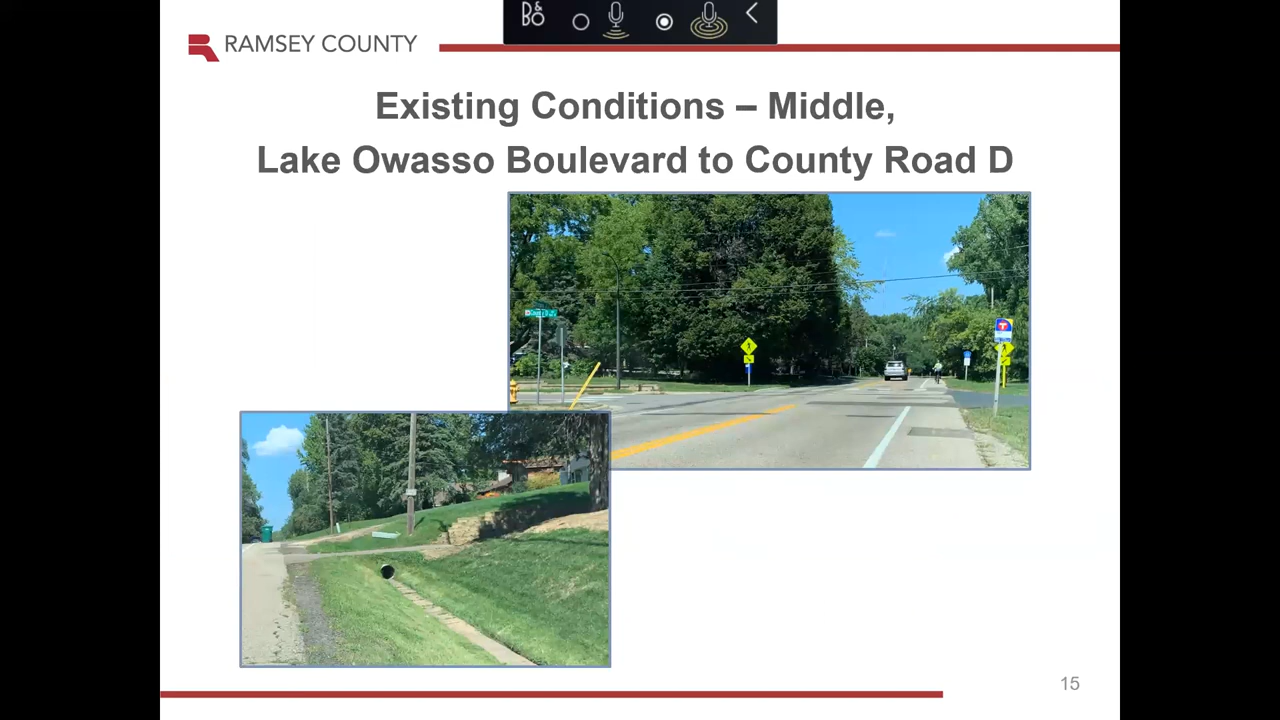 B&O
RAMSEY COUNTY
Existing Conditions – Middle,
Lake Owasso Boulevard to County Road D
15